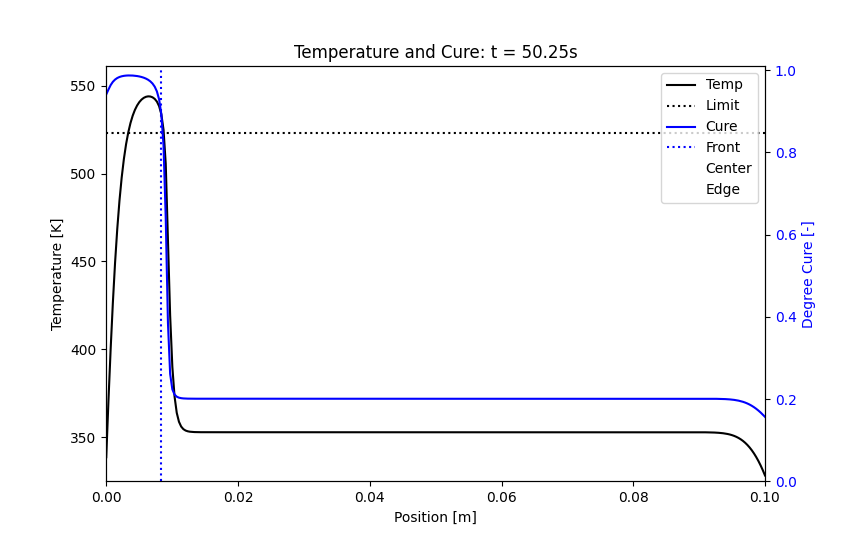 Temperature and Cure: t = 50.25s
Temp
Limit
Cure
Front
Center
Edge
550
500
450
400
350
Temperature [K]
1.0
0.8
0.6
0.4
0.2
0.0
Degree Cure [-]
0.00 0.02 0.04 0.06 0.08 0.10
Position [m]